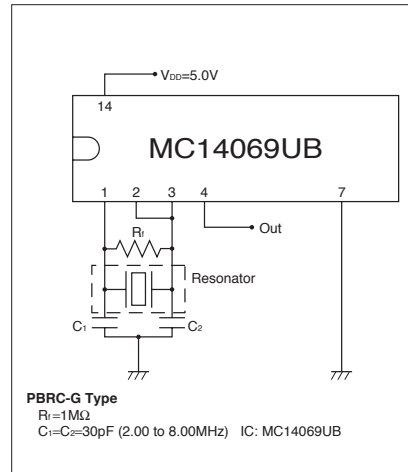 VDD=5.0V
14
MC14069UB
1 2 3 4 7
Rf
Out
Resonator
C1 C2
PBRC-G Type
Rf=1MΩ
C1=C2=30pF (2.00 to 8.00MHz) IC: MC14069UB